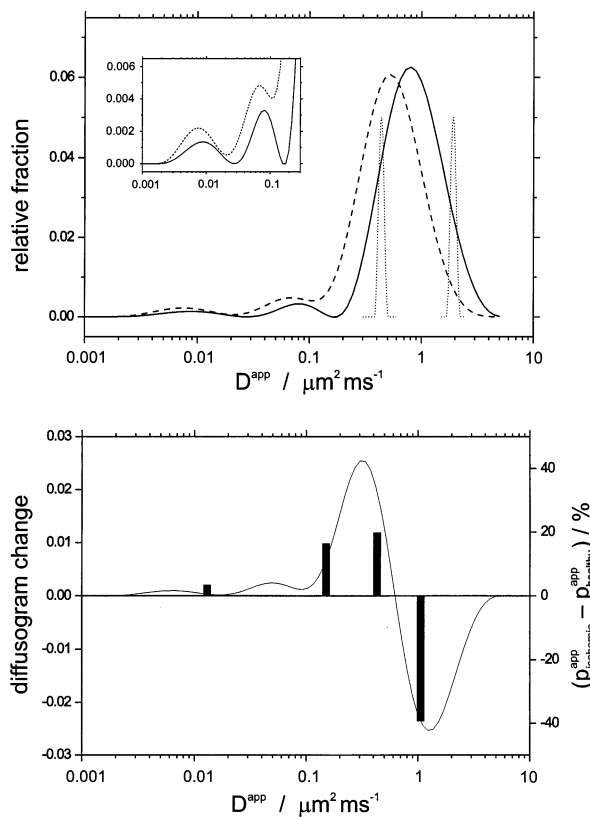 0.06
0.04
0.02
0.00
relative fraction
0.006
0.004
0.002
0.000
0.001 0.01 0.1
0.001 0.01 0.1 1 10
D^app / μm² ms⁻¹
0.03
0.02
0.01
0.00
-0.01
-0.02
-0.03
diffusogram change
40
20
0
-20
-40
(p^app_ischemic – p^app_healthy) / %
0.001 0.01 0.1 1 10
D^app / μm² ms⁻¹